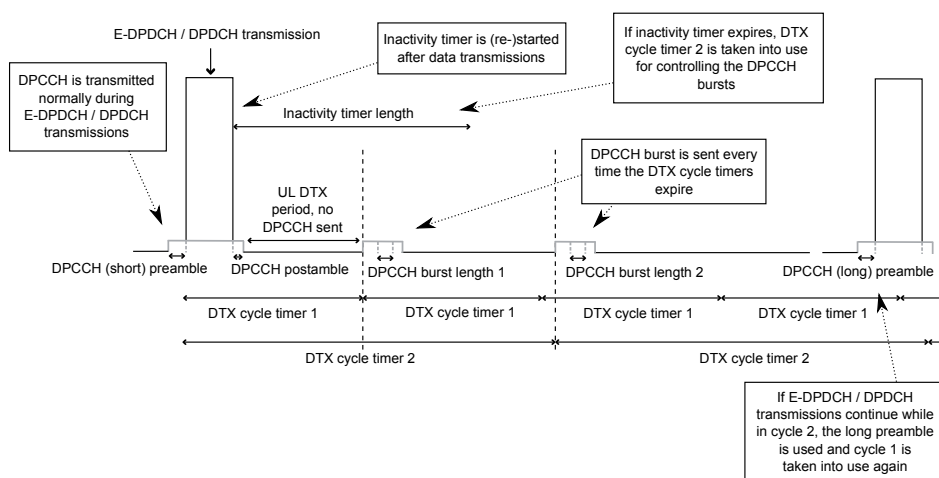 E-DPDCH / DPDCH transmission
Inactivity timer is (re-)started
after data transmissions
If inactivity timer expires, DTX
cycle timer 2 is taken into use
for controlling the DPCCH
bursts
DPCCH is transmitted
normally during
E-DPDCH / DPDCH
transmissions
Inactivity timer length
DPCCH burst is sent every
time the DTX cycle timers
expire
UL DTX
period, no
DPCCH sent
DPCCH (short) preamble
DPCCH postamble
DPCCH burst length 1
DPCCH burst length 2
DPCCH (long) preamble
DTX cycle timer 1
DTX cycle timer 1
DTX cycle timer 1
DTX cycle timer 1
DTX cycle timer 2
DTX cycle timer 2
If E-DPDCH / DPDCH
transmissions continue while
in cycle 2, the long preamble
is used and cycle 1 is
taken into use again